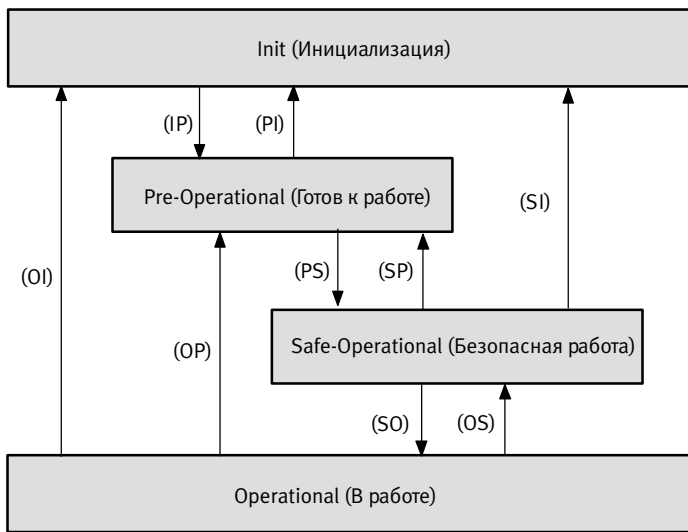 Init (Инициализация)
(IP)
(PI)
Pre-Operational (Готов к работе)
(SI)
(OI)
(PS)
(SP)
Safe-Operational (Безопасная работа)
(OP)
(SO)
(OS)
Operational (В работе)